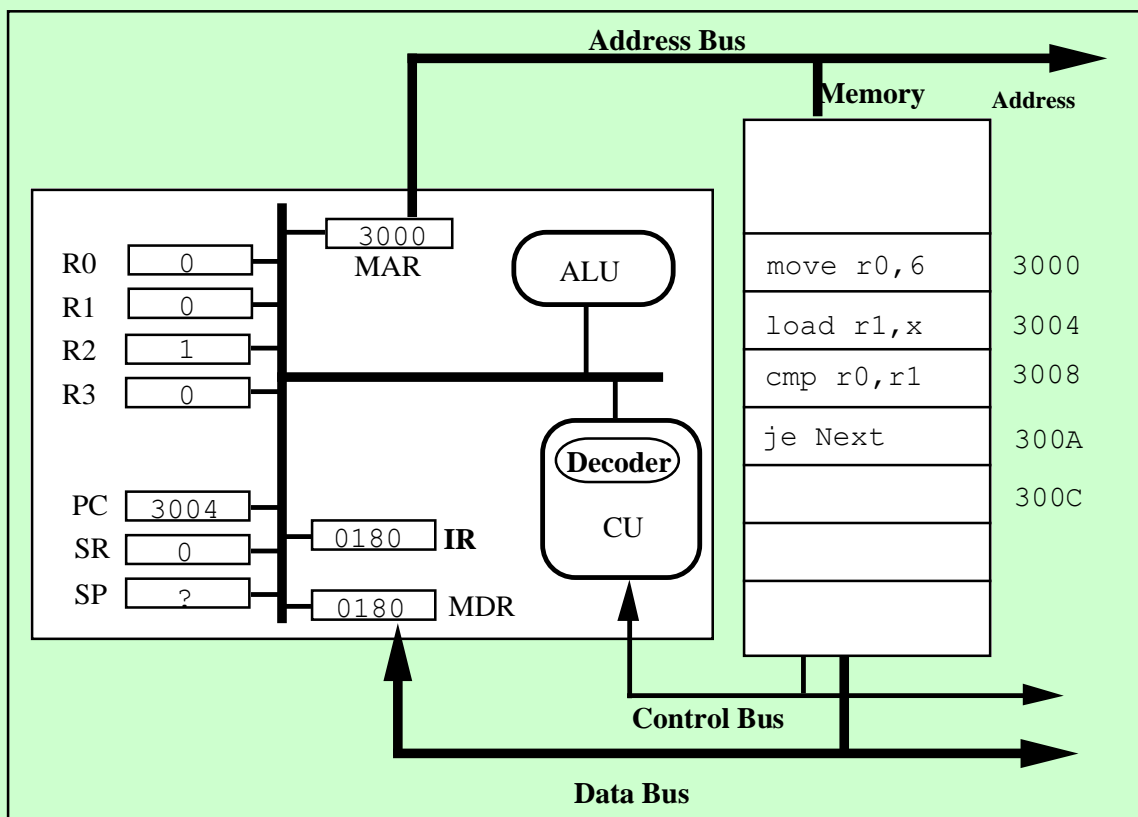 Address Bus
Memory
Address
3000
MAR
ALU
R0 0
R1 0
R2 1
R3 0
PC 3004
SR 0
SP ?
0180 IR
0180 MDR
Decoder
CU
move r0,6 3000
load r1,x 3004
cmp r0,r1 3008
je Next 300A
300C
Control Bus
Data Bus